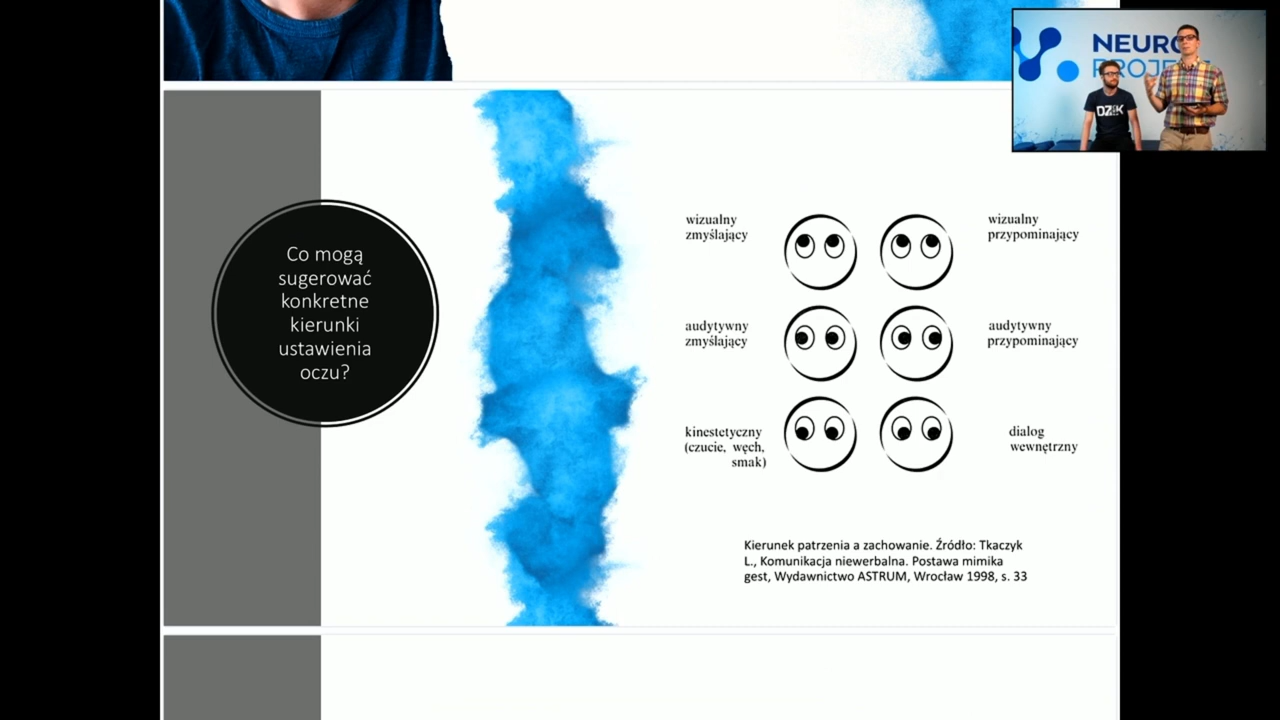 NEURO
PROJEKT
DZIK
Co mogą
sugerować
konkretne
kierunki
ustawienia
oczu?
wizualny
zmyślający
wizualny
przypominający
audytywny
zmyślający
audytywny
przypominający
kinestetyczny
(czucie, węch,
smak)
dialog
wewnętrzny
Kierunek patrzenia a zachowanie. Źródło: Tkaczyk
L., Komunikacja niewerbalna. Postawa mimika
gest, Wydawnictwo ASTRUM, Wrocław 1998, s. 33